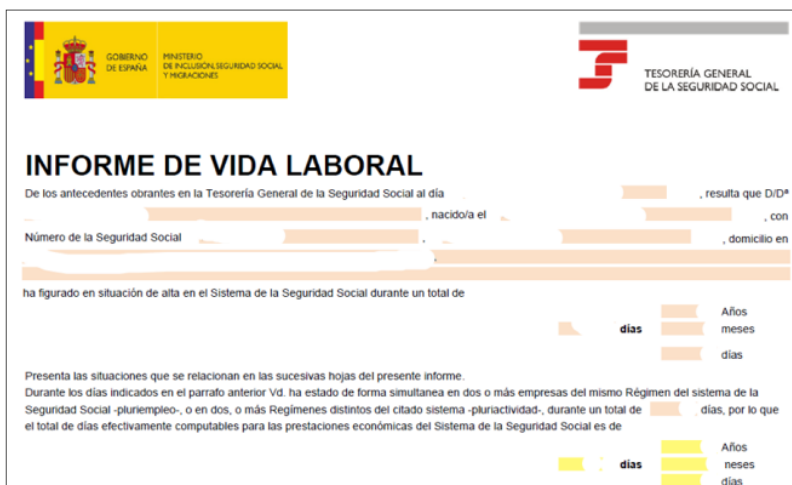 GOBIERNO DE ESPAÑA
MINISTERIO DE INCLUSIÓN, SEGURIDAD SOCIAL Y MIGRACIONES
TESORERÍA GENERAL
DE LA SEGURIDAD SOCIAL
INFORME DE VIDA LABORAL
De los antecedentes obrantes en la Tesorería General de la Seguridad Social al día , resulta que D/Dª
, nacido/a el , con
Número de la Seguridad Social , , domicilio en
,
ha figurado en situación de alta en el Sistema de la Seguridad Social durante un total de
Años
días meses
días
Presenta las situaciones que se relacionan en las sucesivas hojas del presente informe.
Durante los días indicados en el parrafo anterior Vd. ha estado de forma simultanea en dos o más empresas del mismo Régimen del sistema de la
Seguridad Social -pluriempleo-, o en dos, o más Regímenes distintos del citado sistema -pluriactividad-, durante un total de días, por lo que
el total de días efectivamente computables para las prestaciones económicas del Sistema de la Seguridad Social es de
Años
días neses
días